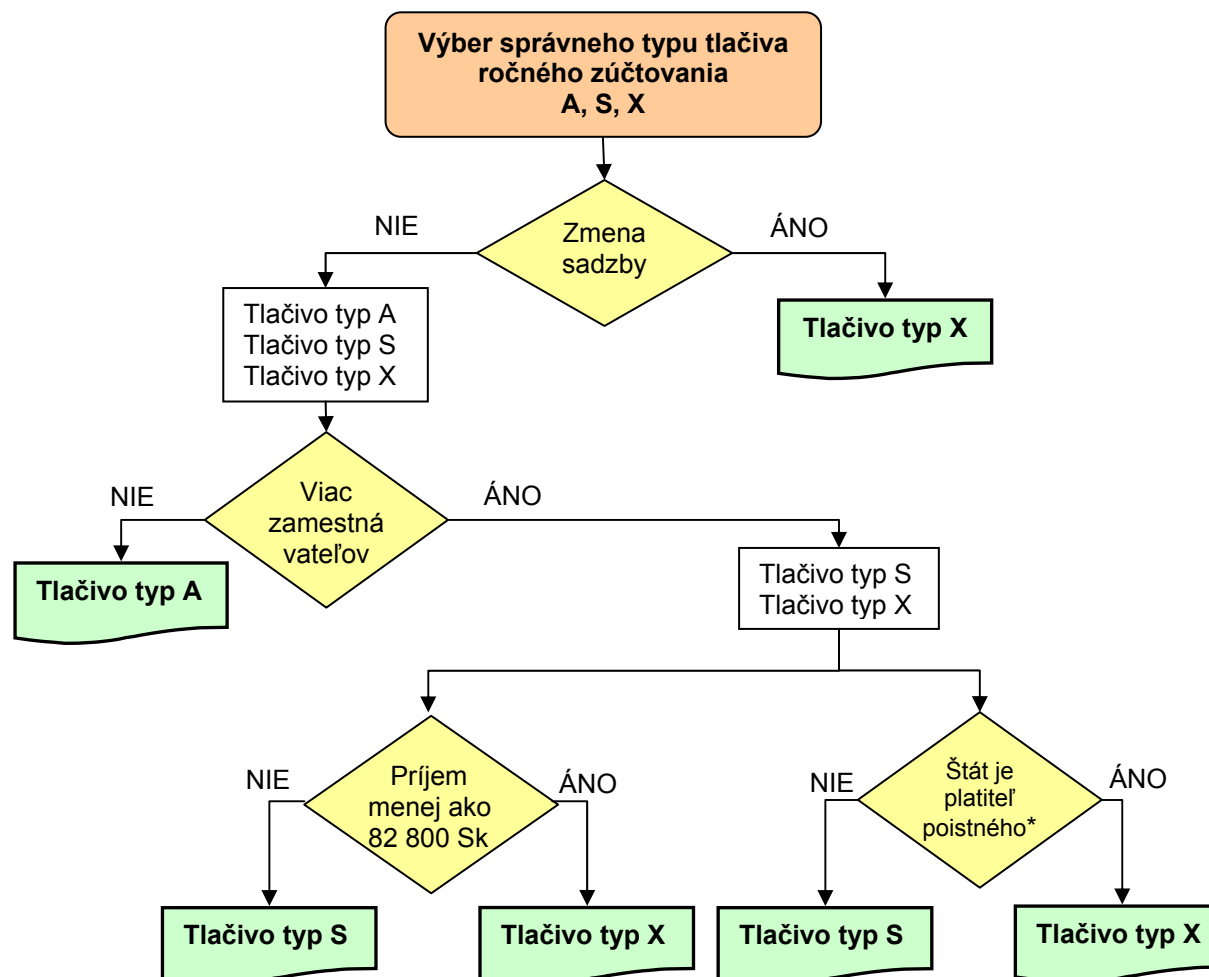 Výber správneho typu tlačiva
ročného zúčtovania
A, S, X
NIE
Zmena
sadzby
ÁNO
Tlačivo typ A
Tlačivo typ S
Tlačivo typ X
Tlačivo typ X
NIE
Viac
zamestná
vateľov
ÁNO
Tlačivo typ A
Tlačivo typ S
Tlačivo typ X
NIE
Príjem
menej ako
82 800 Sk
ÁNO
NIE
Štát je
platiteľ
poistného*
ÁNO
Tlačivo typ S
Tlačivo typ X
Tlačivo typ S
Tlačivo typ X